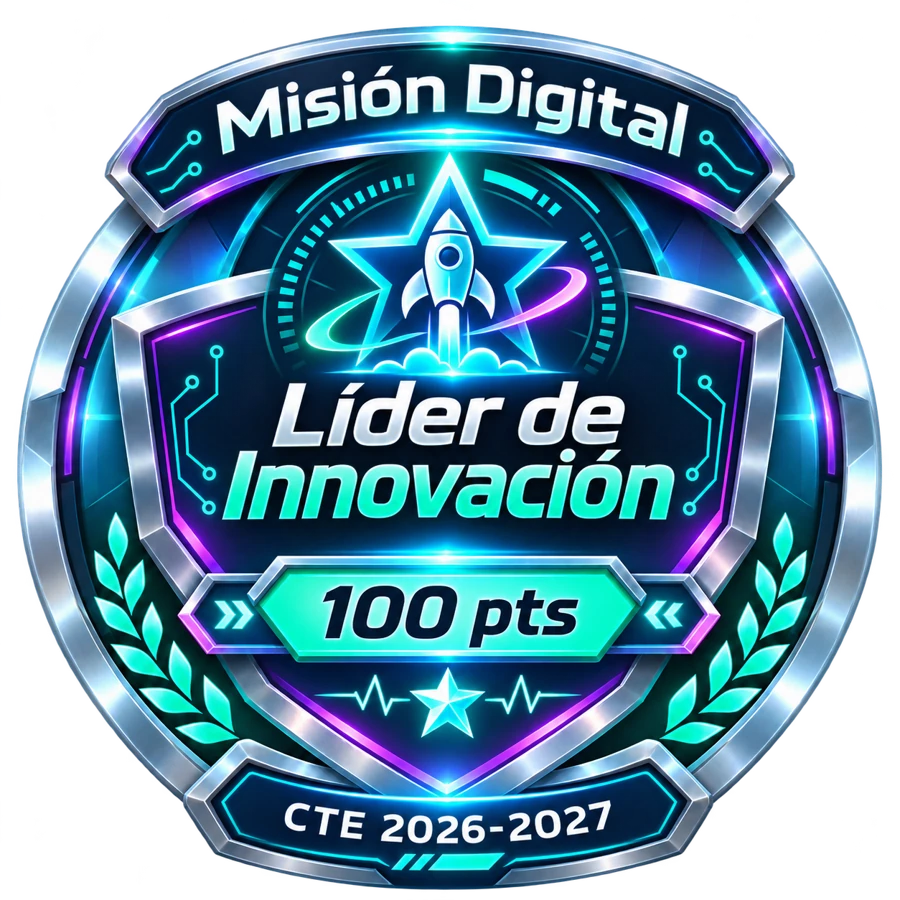 Misión Digital
Líder de
Innovación
100 pts
CTE 2026-2027